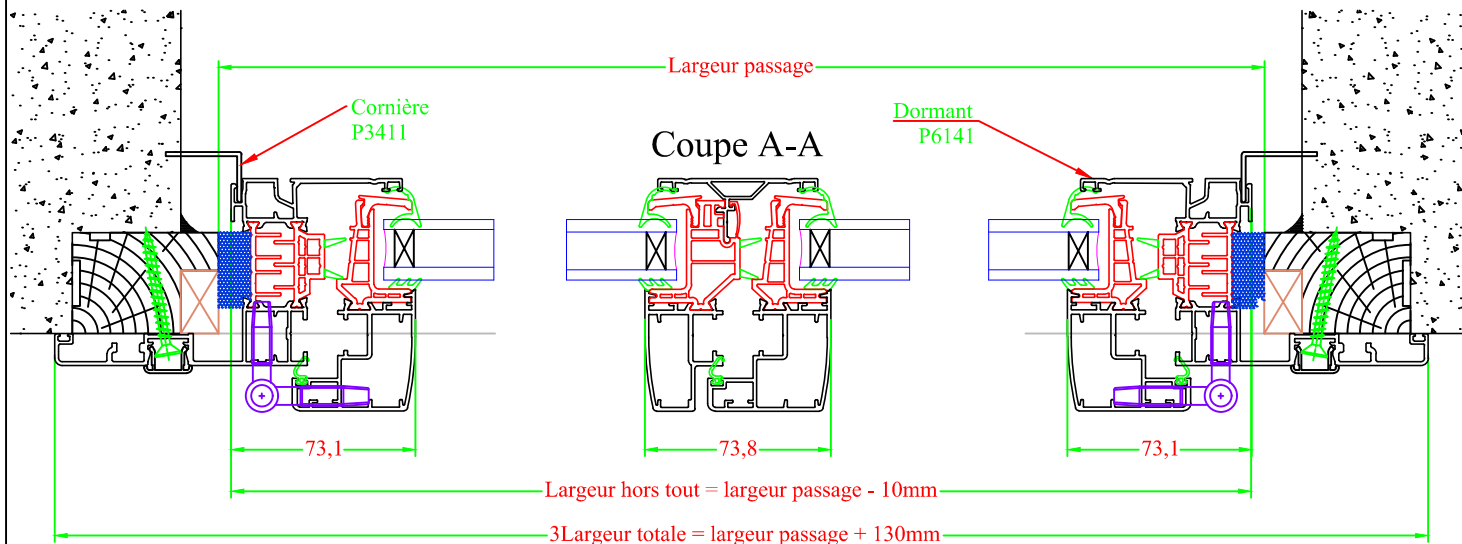 Largeur passage
Cornière
P3411
Dormant
P6141
Coupe A-A
73,1
73,8
73,1
Largeur hors tout = largeur passage - 10mm
3Largeur totale = largeur passage + 130mm